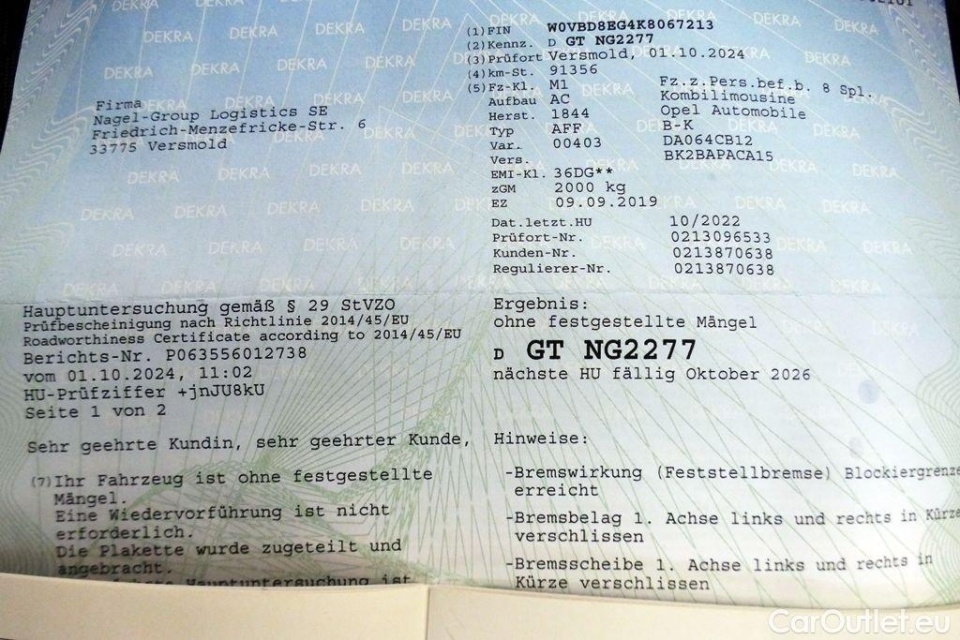 (1) FIN W0VBD8EG4K8067213
(2) Kennz. D GT NG2277
(3) Prüfort Versmold, 01.10.2024
(4) km-St. 91356
(5) Fz-Kl. M1 Fz.z.Pers.bef.b. 8 Spl.
Aufbau AC Kombilimousine
Herst. 1844 Opel Automobile
Typ AFF B-K
Var. 00403 DA064CB12
Vers. BK2BAPACA15
EMI-Kl. 36DG**
zGM 2000 kg
EZ 09.09.2019
Dat.letzt.HU 10/2022
Prüfort-Nr. 0213096533
Kunden-Nr. 0213870638
Regulierer-Nr. 0213870638
Firma
Nagel-Group Logistics SE
Friedrich-Menzefricke-Str. 6
33775 Versmold
Hauptuntersuchung gemäß § 29 StVZO
Prüfbescheinigung nach Richtlinie 2014/45/EU
Roadworthiness Certificate according to 2014/45/EU
Berichts-Nr. P063556012738
vom 01.10.2024, 11:02
HU-Prüfziffer +jnJU8kU
Seite 1 von 2
Ergebnis:
ohne festgestellte Mängel
D GT NG2277
nächste HU fällig Oktober 2026
Sehr geehrte Kundin, sehr geehrter Kunde,
(7) Ihr Fahrzeug ist ohne festgestellte
Mängel.
Eine Wiedervorführung ist nicht
erforderlich.
Die Plakette wurde zugeteilt und
angebracht.
Hauptuntersuchung ist
Hinweise:
-Bremswirkung (Feststellbremse) Blockiergrenze
erreicht
-Bremsbelag 1. Achse links und rechts in Kürze
verschlissen
-Bremsscheibe 1. Achse links und rechts in
Kürze verschlissen
DEKRA
CarOutlet.eu